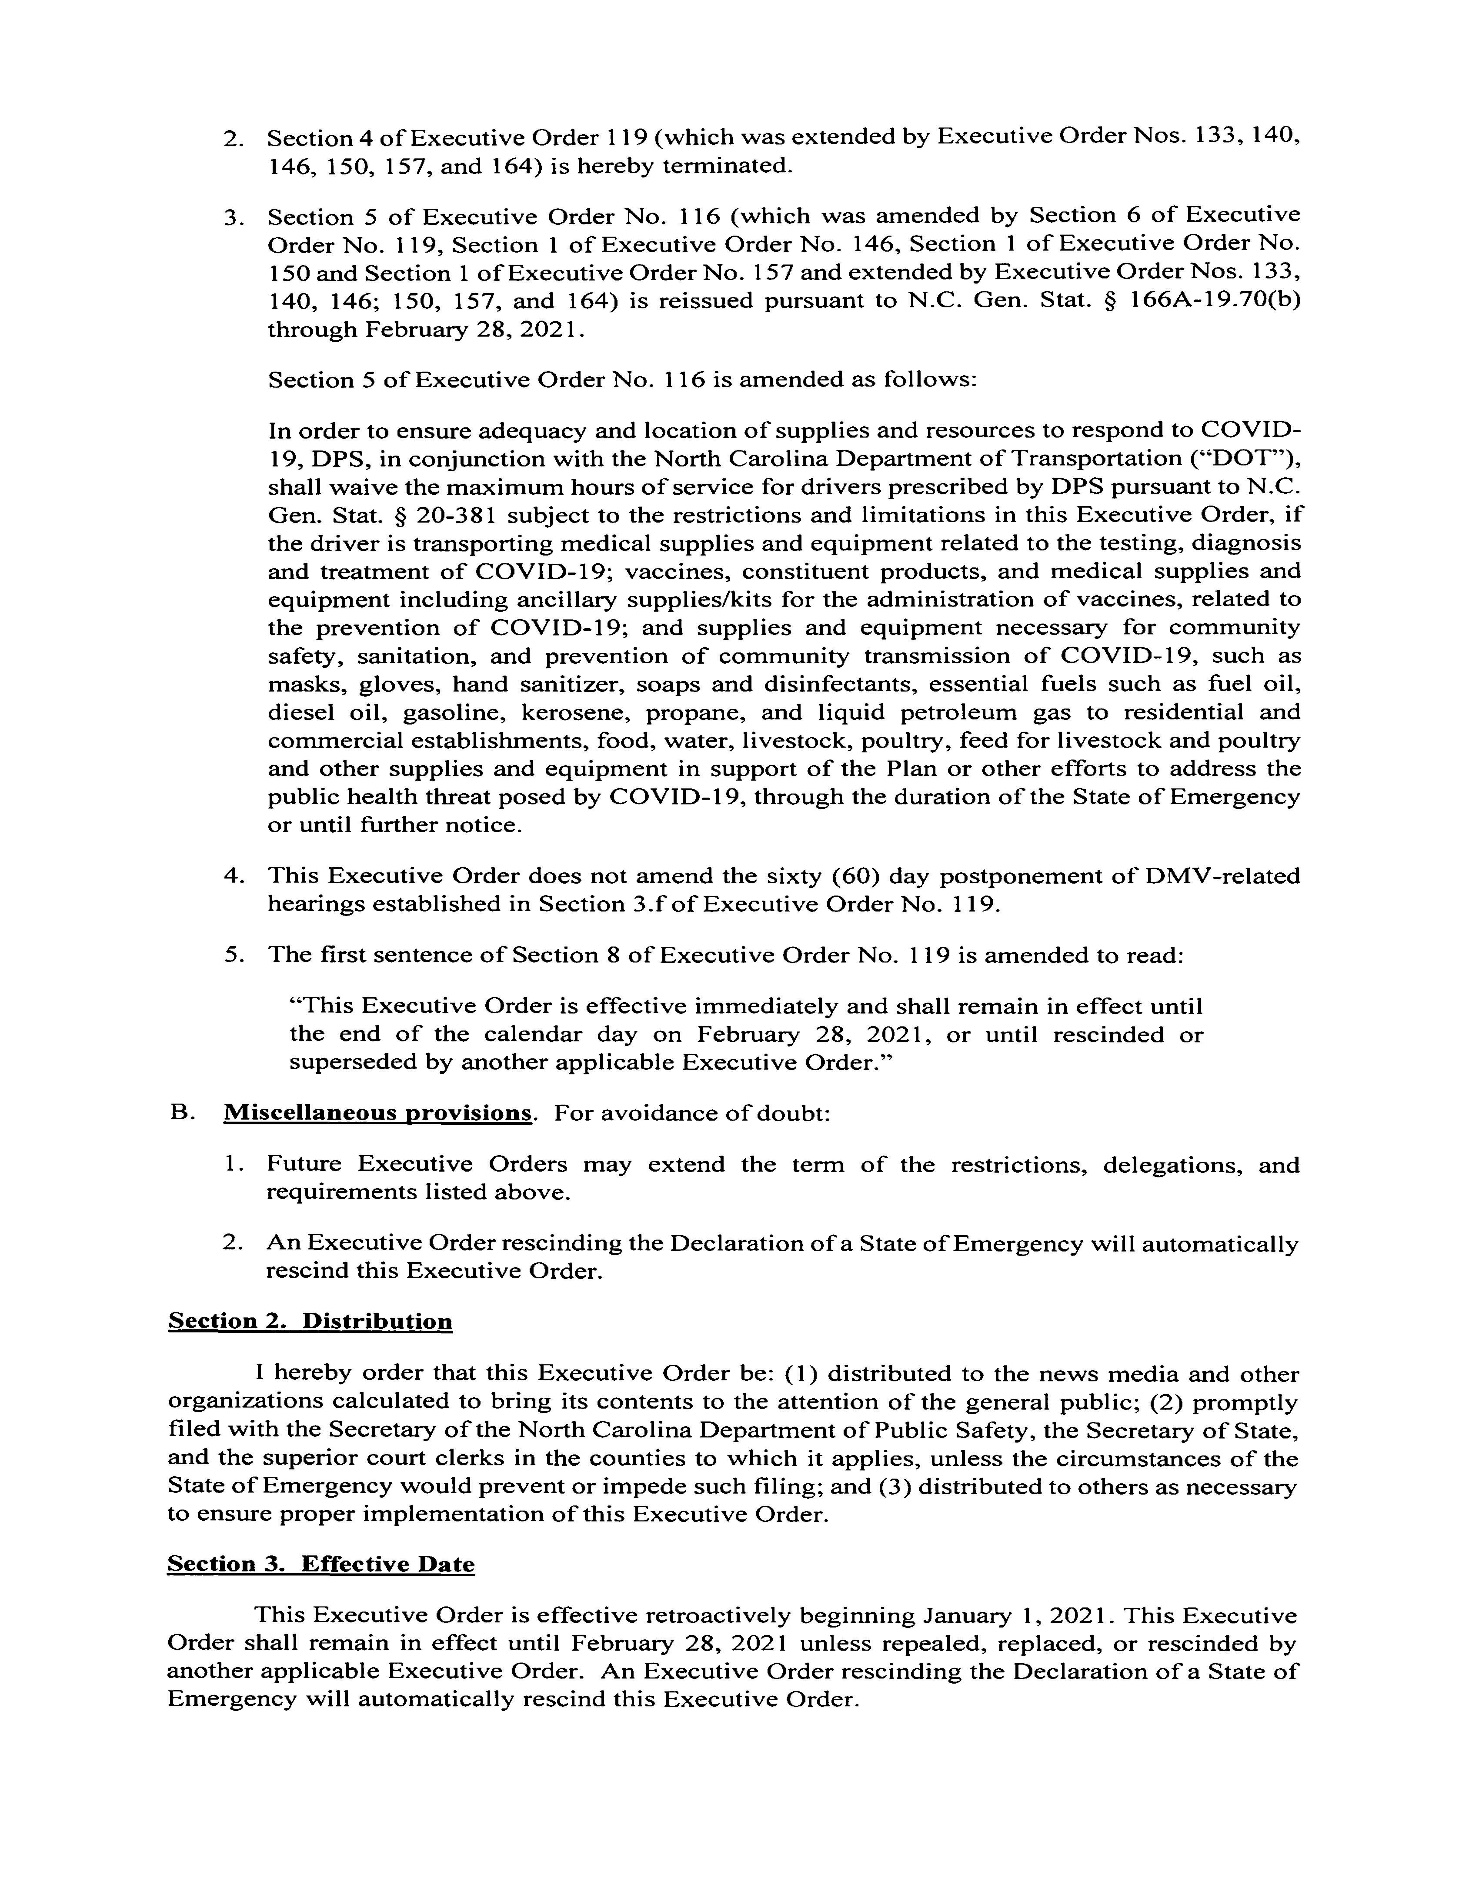 2. Section 4 of Executive Order 119 (which was extended by Executive Order Nos. 133, 140,
146, 150, 157, and 164) is hereby terminated.
3. Section 5 of Executive Order No. 116 (which was amended by Section 6 of Executive
Order No. 119, Section 1 of Executive Order No. 146, Section 1 of Executive Order No.
150 and Section 1 of Executive Order No. 157 and extended by Executive Order Nos. 133,
140, 146; 150, 157, and 164) is reissued pursuant to N.C. Gen. Stat. § 166A-19.70(b)
through February 28, 2021.
Section 5 of Executive Order No. 116 is amended as follows:
In order to ensure adequacy and location of supplies and resources to respond to COVID-
19, DPS, in conjunction with the North Carolina Department of Transportation (“DOT”),
shall waive the maximum hours of service for drivers prescribed by DPS pursuant to N.C.
Gen. Stat. § 20-381 subject to the restrictions and limitations in this Executive Order, if
the driver is transporting medical supplies and equipment related to the testing, diagnosis
and treatment of COVID-19; vaccines, constituent products, and medical supplies and
equipment including ancillary supplies/kits for the administration of vaccines, related to
the prevention of COVID-19; and supplies and equipment necessary for community
safety, sanitation, and prevention of community transmission of COVID-19, such as
masks, gloves, hand sanitizer, soaps and disinfectants, essential fuels such as fuel oil,
diesel oil, gasoline, kerosene, propane, and liquid petroleum gas to residential and
commercial establishments, food, water, livestock, poultry, feed for livestock and poultry
and other supplies and equipment in support of the Plan or other efforts to address the
public health threat posed by COVID-19, through the duration of the State of Emergency
or until further notice.
4. This Executive Order does not amend the sixty (60) day postponement of DMV-related
hearings established in Section 3.f of Executive Order No. 119.
5. The first sentence of Section 8 of Executive Order No. 119 is amended to read:
“This Executive Order is effective immediately and shall remain in effect until
the end of the calendar day on February 28, 2021, or until rescinded or
superseded by another applicable Executive Order.”
B. Miscellaneous provisions. For avoidance of doubt:
1. Future Executive Orders may extend the term of the restrictions, delegations, and
requirements listed above.
2. An Executive Order rescinding the Declaration of a State of Emergency will automatically
rescind this Executive Order.
Section 2. Distribution
I hereby order that this Executive Order be: (1) distributed to the news media and other
organizations calculated to bring its contents to the attention of the general public; (2) promptly
filed with the Secretary of the North Carolina Department of Public Safety, the Secretary of State,
and the superior court clerks in the counties to which it applies, unless the circumstances of the
State of Emergency would prevent or impede such filing; and (3) distributed to others as necessary
to ensure proper implementation of this Executive Order.
Section 3. Effective Date
This Executive Order is effective retroactively beginning January 1, 2021. This Executive
Order shall remain in effect until February 28, 2021 unless repealed, replaced, or rescinded by
another applicable Executive Order. An Executive Order rescinding the Declaration of a State of
Emergency will automatically rescind this Executive Order.